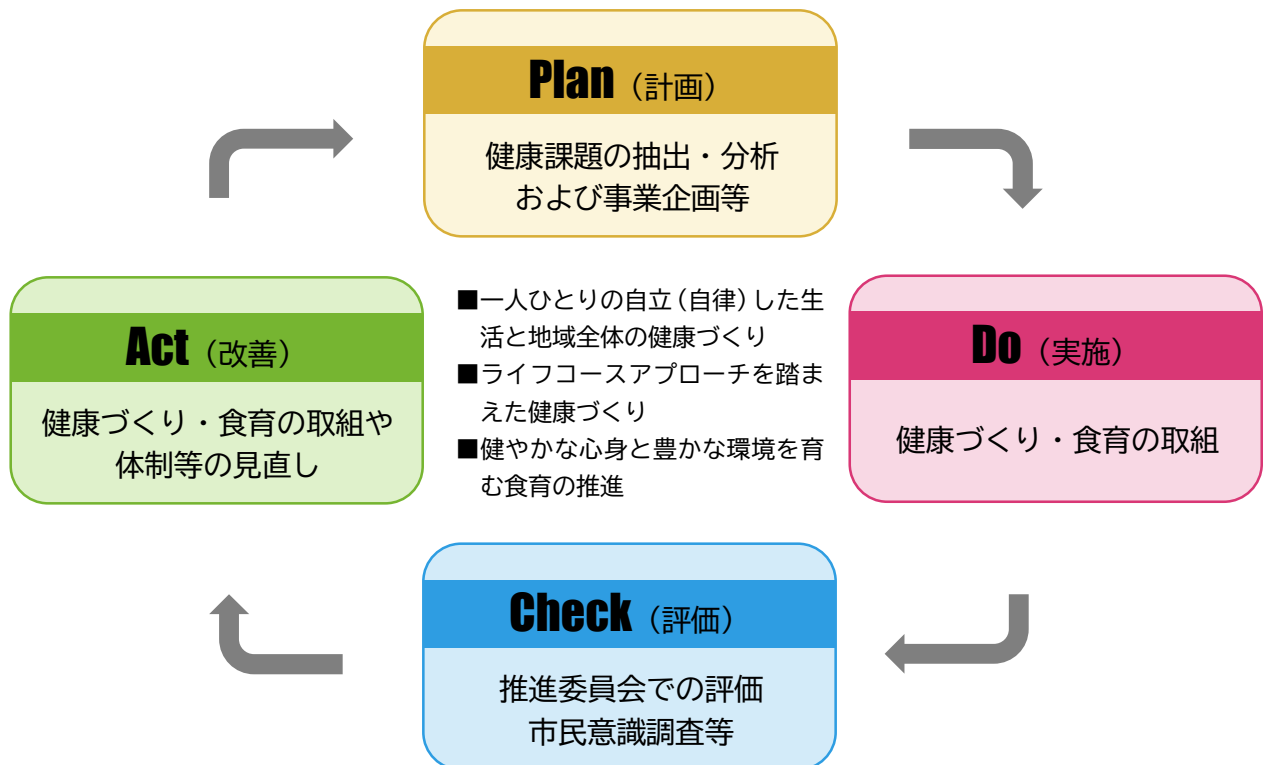 Plan（計画）
健康課題の抽出・分析
および事業企画等
Act（改善）
健康づくり・食育の取組や
体制等の見直し
■一人ひとりの自立（自律）した生
活と地域全体の健康づくり
■ライフコースアプローチを踏ま
えた健康づくり
■健やかな心身と豊かな環境を育
む食育の推進
Do（実施）
健康づくり・食育の取組
Check（評価）
推進委員会での評価
市民意識調査等